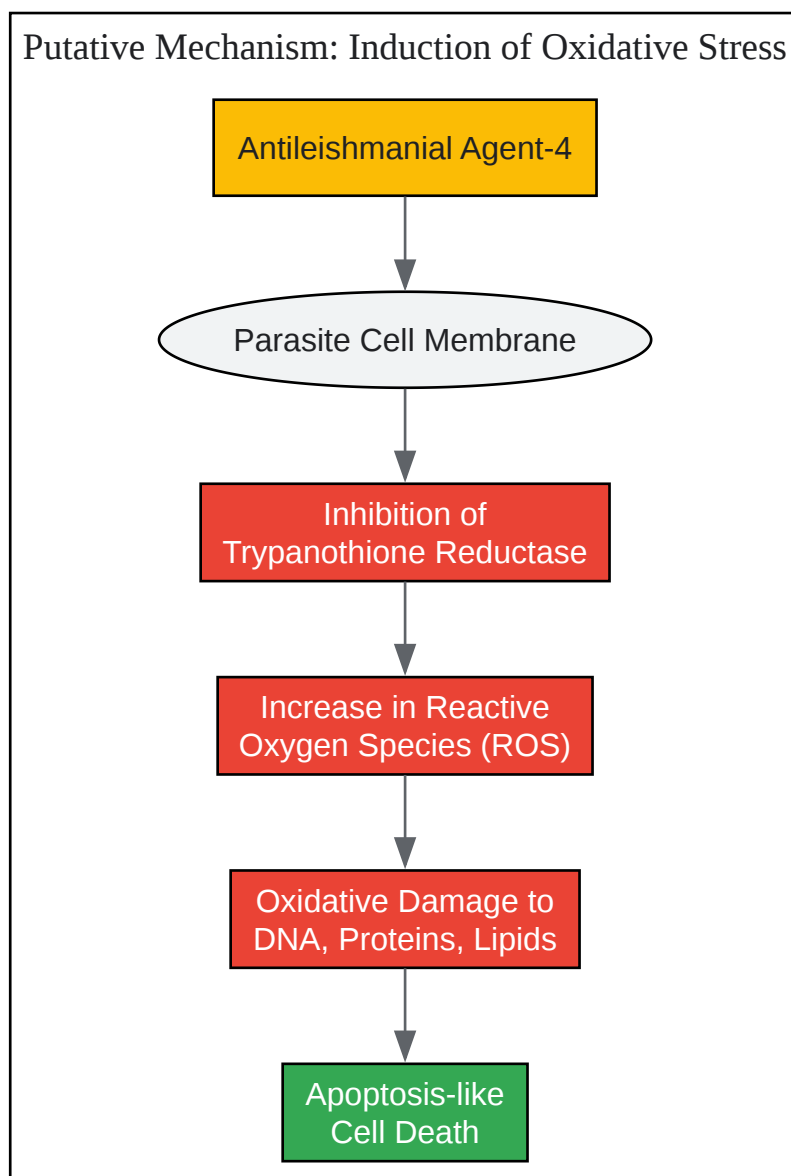 Putative Mechanism: Induction of Oxidative Stress
Antileishmanial Agent-4
Parasite Cell Membrane
Inhibition of
Trypanothione Reductase
Increase in Reactive
Oxygen Species (ROS)
Oxidative Damage to
DNA, Proteins, Lipids
Apoptosis-like
Cell Death